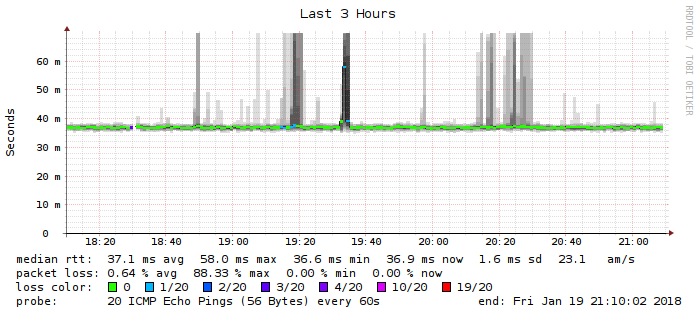 Last 3 Hours
RRDTOOL / TOBI OETIKER
Seconds
60 m
50 m
40 m
30 m
20 m
10 m
0
18:20 18:40 19:00 19:20 19:40 20:00 20:20 20:40 21:00
median rtt: 37.1 ms avg 58.0 ms max 36.6 ms min 36.9 ms now 1.6 ms sd 23.1 am/s
packet loss: 0.64 % avg 88.33 % max 0.00 % min 0.00 % now
loss color: 0 1/20 2/20 3/20 4/20 10/20 19/20
probe: 20 ICMP Echo Pings (56 Bytes) every 60s end: Fri Jan 19 21:10:02 2018